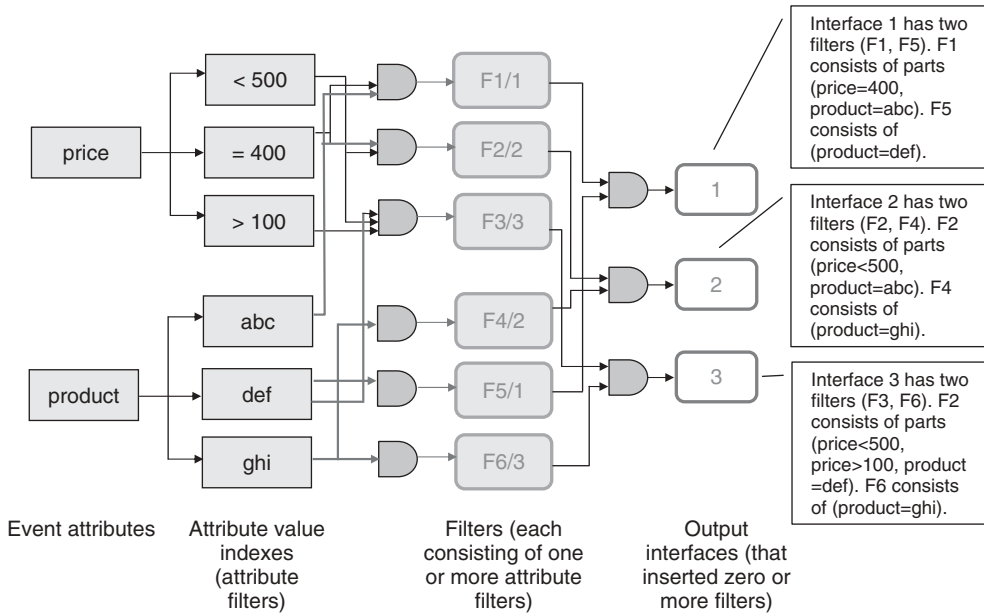 price
< 500
= 400
> 100
product
abc
def
ghi
F1/1
F2/2
F3/3
F4/2
F5/1
F6/3
1
2
3
Interface 1 has two
filters (F1, F5). F1
consists of parts
(price=400,
product=abc). F5
consists of
(product=def).
Interface 2 has two
filters (F2, F4). F2
consists of parts
(price<500,
product=abc). F4
consists of
(product=ghi).
Interface 3 has two
filters (F3, F6). F2
consists of parts
(price<500,
price>100, product
=def). F6 consists
of (product=ghi).
Event attributes
Attribute value
indexes
(attribute
filters)
Filters (each
consisting of one
or more attribute
filters)
Output
interfaces (that
inserted zero or
more filters)